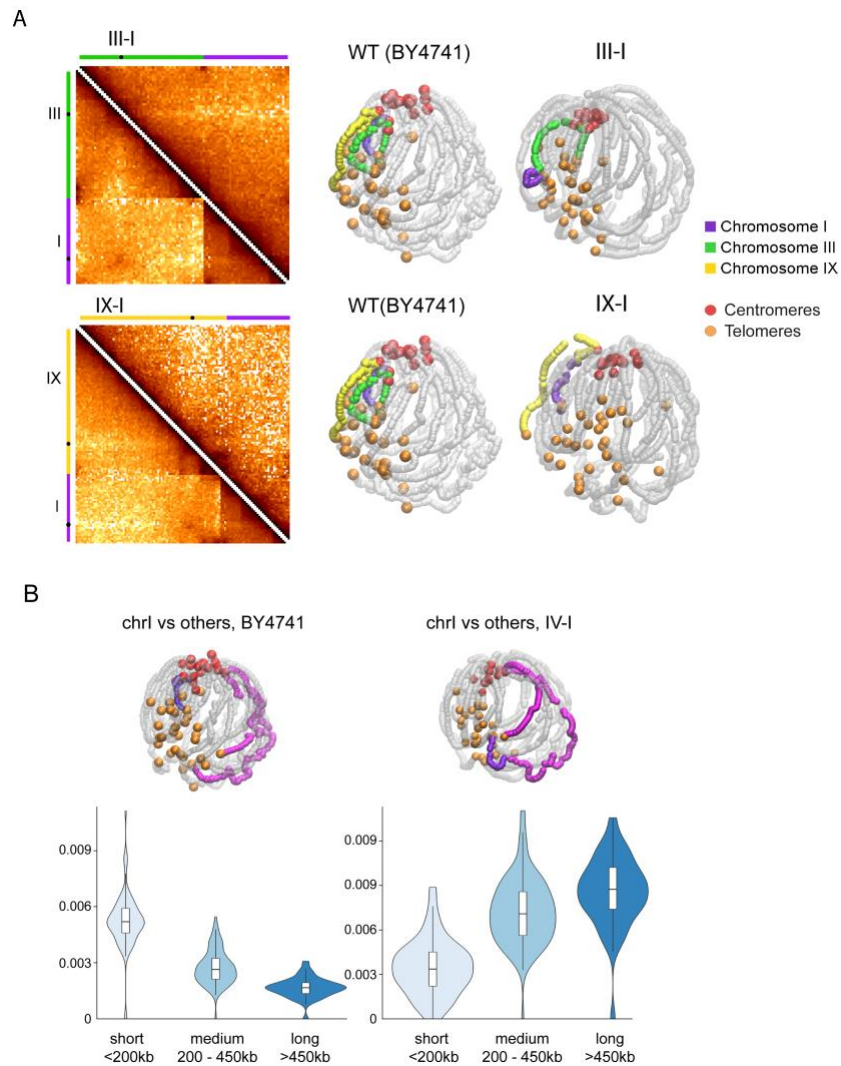 A
III-I
WT (BY4741)
III-I
III
I
Chromosome I
Chromosome III
Chromosome IX
Centromeres
Telomeres
IX-I
WT(BY4741)
IX-I
IX
I
B
chrI vs others, BY4741
chrI vs others, IV-I
0.009
0.006
0.003
0
0.009
0.009
0.006
0.003
0
short
<200kb
medium
200 - 450kb
long
>450kb
short
<200kb
medium
200 - 450kb
long
>450kb